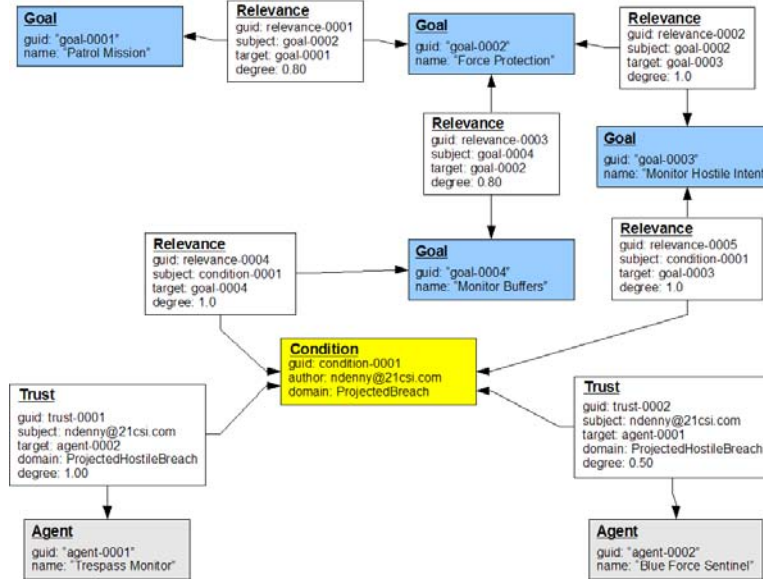 Goal
guid: "goal-0001"
name: "Patrol Mission"
Relevance
guid: relevance-0001
subject: goal-0002
target: goal-0001
degree: 0.80
Goal
guid: "goal-0002"
name: "Force Protection"
Relevance
guid: relevance-0002
subject: goal-0002
target: goal-0003
degree: 1.0
Relevance
guid: relevance-0003
subject: goal-0004
target: goal-0002
degree: 0.80
Goal
guid: "goal-0003"
name: "Monitor Hostile Intent
Relevance
guid: relevance-0004
subject: condition-0001
target: goal-0004
degree: 1.0
Goal
guid: "goal-0004"
name: "Monitor Buffers"
Relevance
guid: relevance-0005
subject: condition-0001
target: goal-0003
degree: 1.0
Condition
guid: condition-0001
author: ndenny@21csi.com
domain: ProjectedBreach
Trust
guid: trust-0001
subject: ndenny@21csi.com
target: agent-0002
domain: ProjectedHostileBreach
degree: 1.00
Trust
guid: trust-0002
subject: ndenny@21csi.com
target: agent-0001
domain: ProjectedHostileBreach
degree: 0.50
Agent
guid: "agent-0001"
name: "Trespass Monitor"
Agent
guid: "agent-0002"
name: "Blue Force Sentinel"